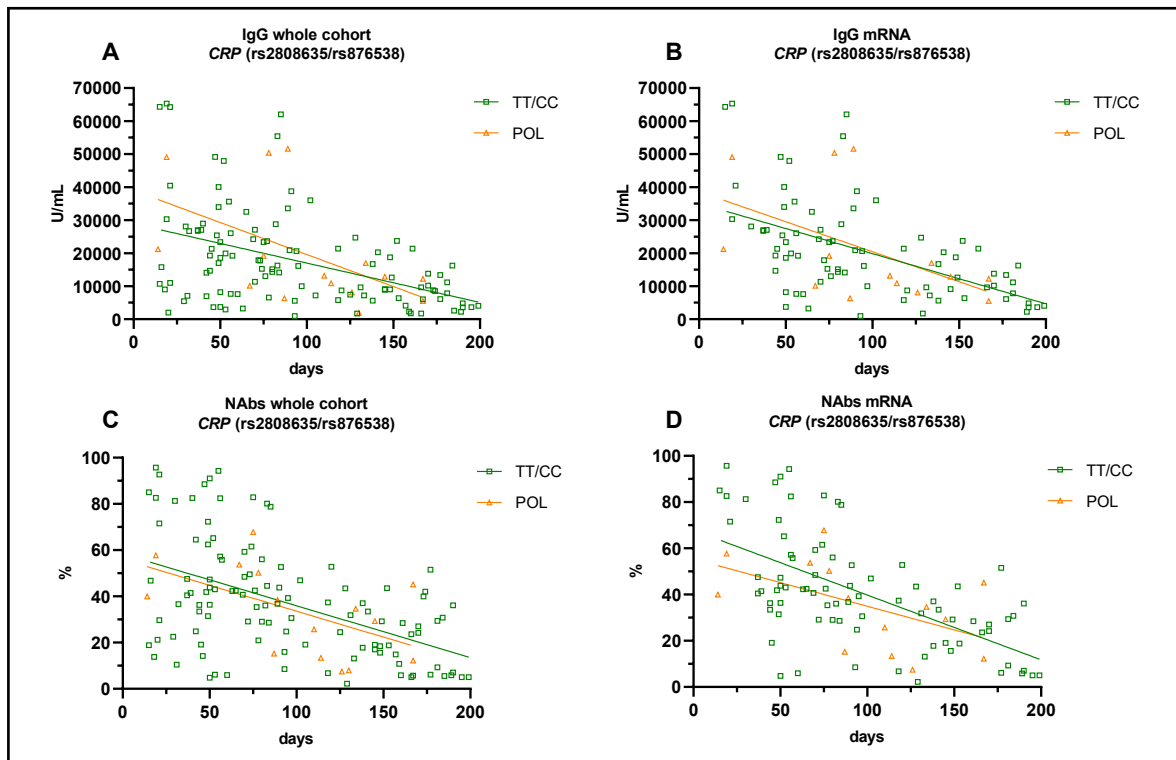 A
IgG whole cohort
CRP (rs2808635/rs876538)
70000
60000
50000
40000
30000
20000
10000
0
U/mL
0 50 100 150 200
days
TT/CC
POL
B
IgG mRNA
CRP (rs2808635/rs876538)
70000
60000
50000
40000
30000
20000
10000
0
U/mL
0 50 100 150 200
days
TT/CC
POL
C
NAbs whole cohort
CRP (rs2808635/rs876538)
100
80
60
40
20
0
%
0 50 100 150 200
days
TT/CC
POL
D
NAbs mRNA
CRP (rs2808635/rs876538)
100
80
60
40
20
0
%
0 50 100 150 200
days
TT/CC
POL